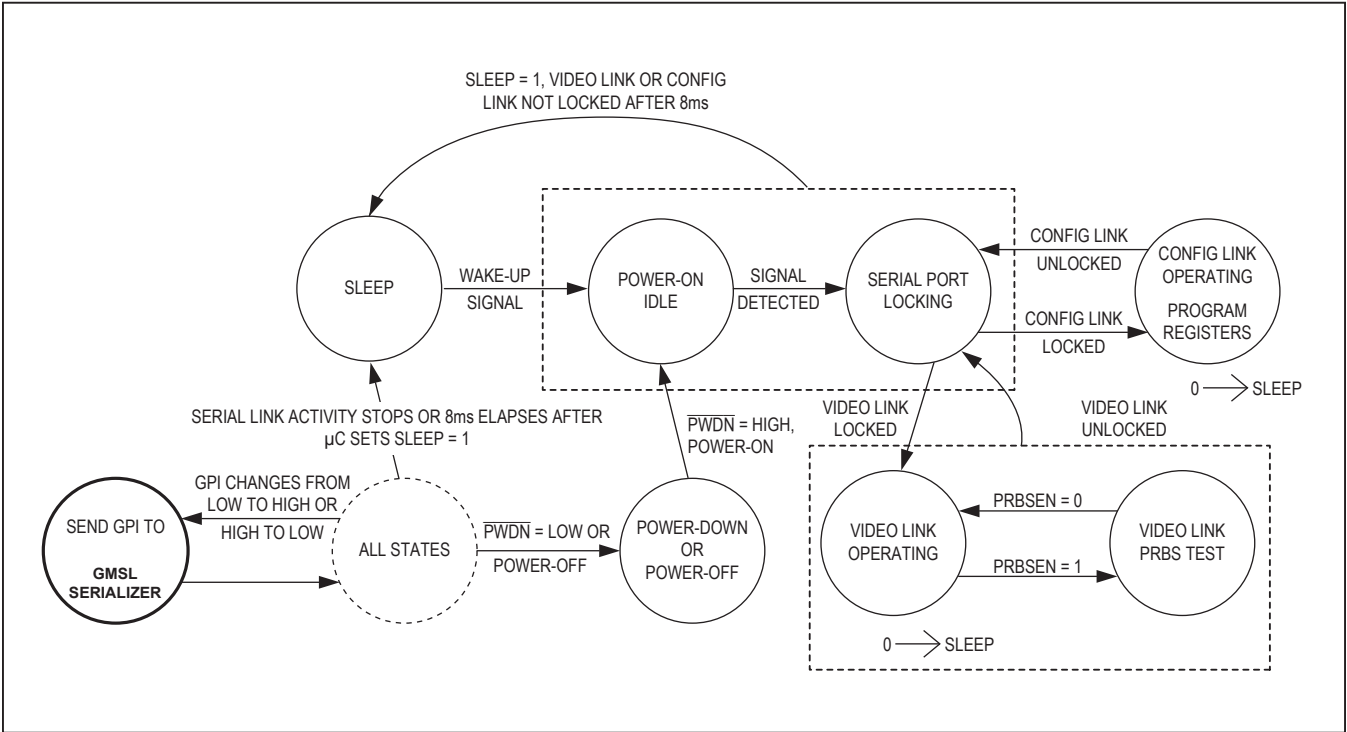 SLEEP = 1, VIDEO LINK OR CONFIG
LINK NOT LOCKED AFTER 8ms
SLEEP
WAKE-UP
SIGNAL
POWER-ON
IDLE
SIGNAL
DETECTED
SERIAL PORT
LOCKING
CONFIG LINK
UNLOCKED
CONFIG LINK
LOCKED
CONFIG LINK
OPERATING
PROGRAM
REGISTERS
0 → SLEEP
SERIAL LINK ACTIVITY STOPS OR 8ms ELAPSES AFTER
µC SETS SLEEP = 1
PWDN = HIGH,
POWER-ON
VIDEO LINK
LOCKED
VIDEO LINK
UNLOCKED
GPI CHANGES FROM
LOW TO HIGH OR
HIGH TO LOW
SEND GPI TO
GMSL
SERIALIZER
ALL STATES
PWDN = LOW OR
POWER-OFF
POWER-DOWN
OR
POWER-OFF
VIDEO LINK
OPERATING
PRBSEN = 0
PRBSEN = 1
VIDEO LINK
PRBS TEST
0 → SLEEP